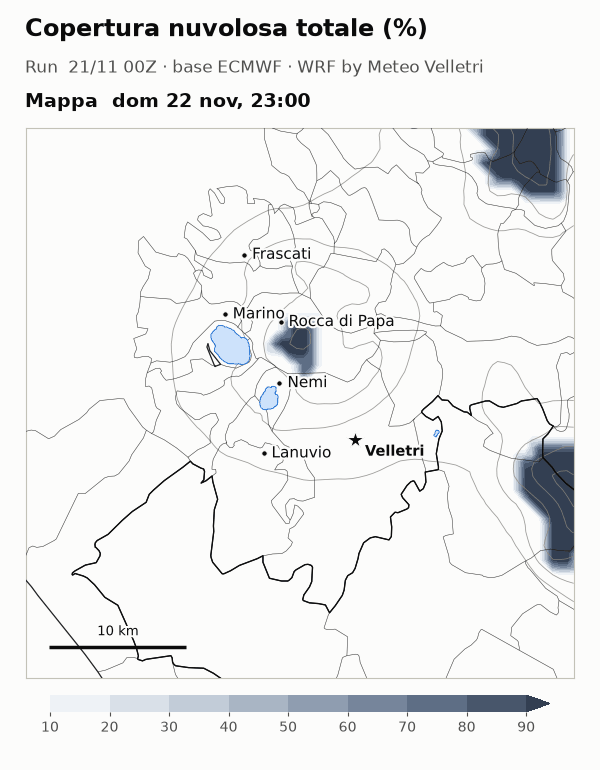 Copertura nuvolosa totale (%)
Run 21/11 00Z · base ECMWF · WRF by Meteo Velletri
Mappa dom 22 nov, 23:00
Frascati
Marino
Rocca di Papa
Nemi
Velletri
Lanuvio
10 km
10 20 30 40 50 60 70 80 90